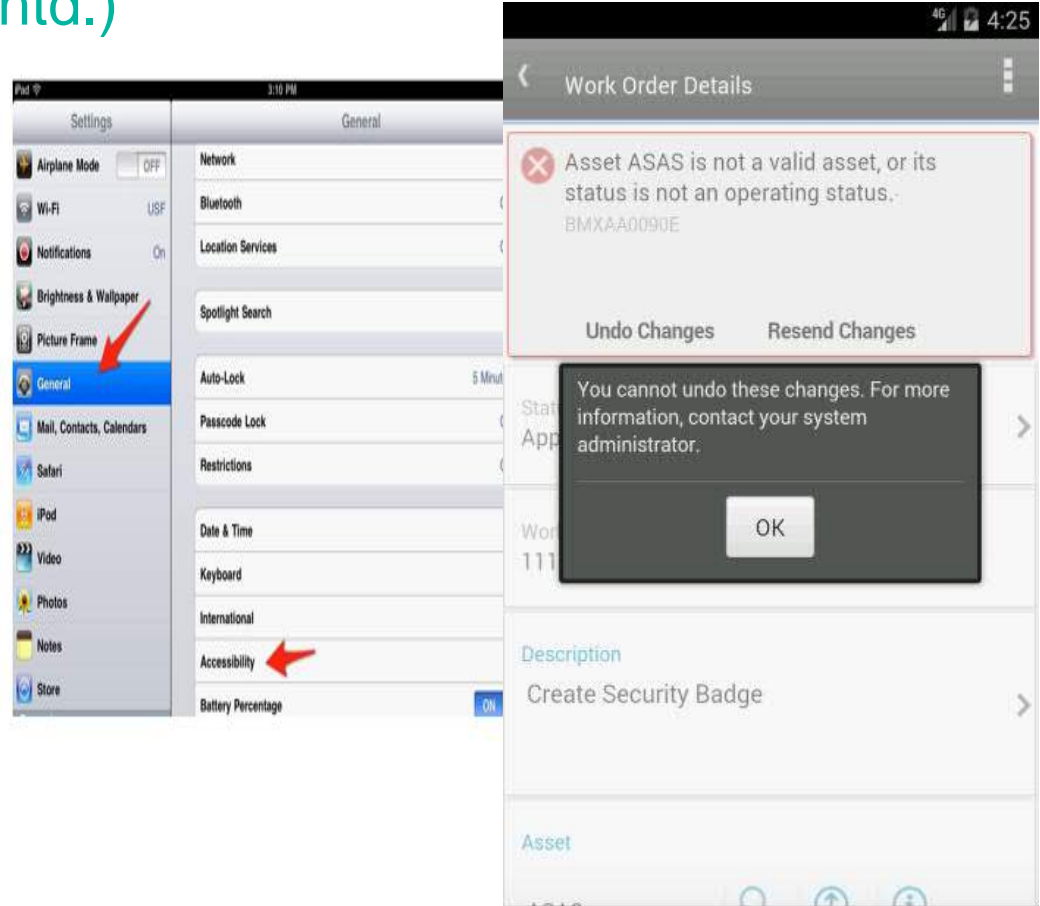 ntd.)
iPad
3:10 PM
Settings
General
Airplane Mode OFF
Wi-Fi USF
Notifications On
Brightness & Wallpaper
Picture Frame
General
Mail, Contacts, Calendars
Safari
iPod
Video
Photos
Notes
Store
Network
Bluetooth
Location Services
Spotlight Search
Auto-Lock 5 Minut
Passcode Lock
Restrictions
Date & Time
Keyboard
International
Accessibility
Battery Percentage ON
4G 4:25
Work Order Details
Asset ASAS is not a valid asset, or its
status is not an operating status.
BMXAA0090E
Undo Changes Resend Changes
You cannot undo these changes. For more
information, contact your system
administrator.
OK
Stat
App
Wor
111
Description
Create Security Badge
Asset
ASAS